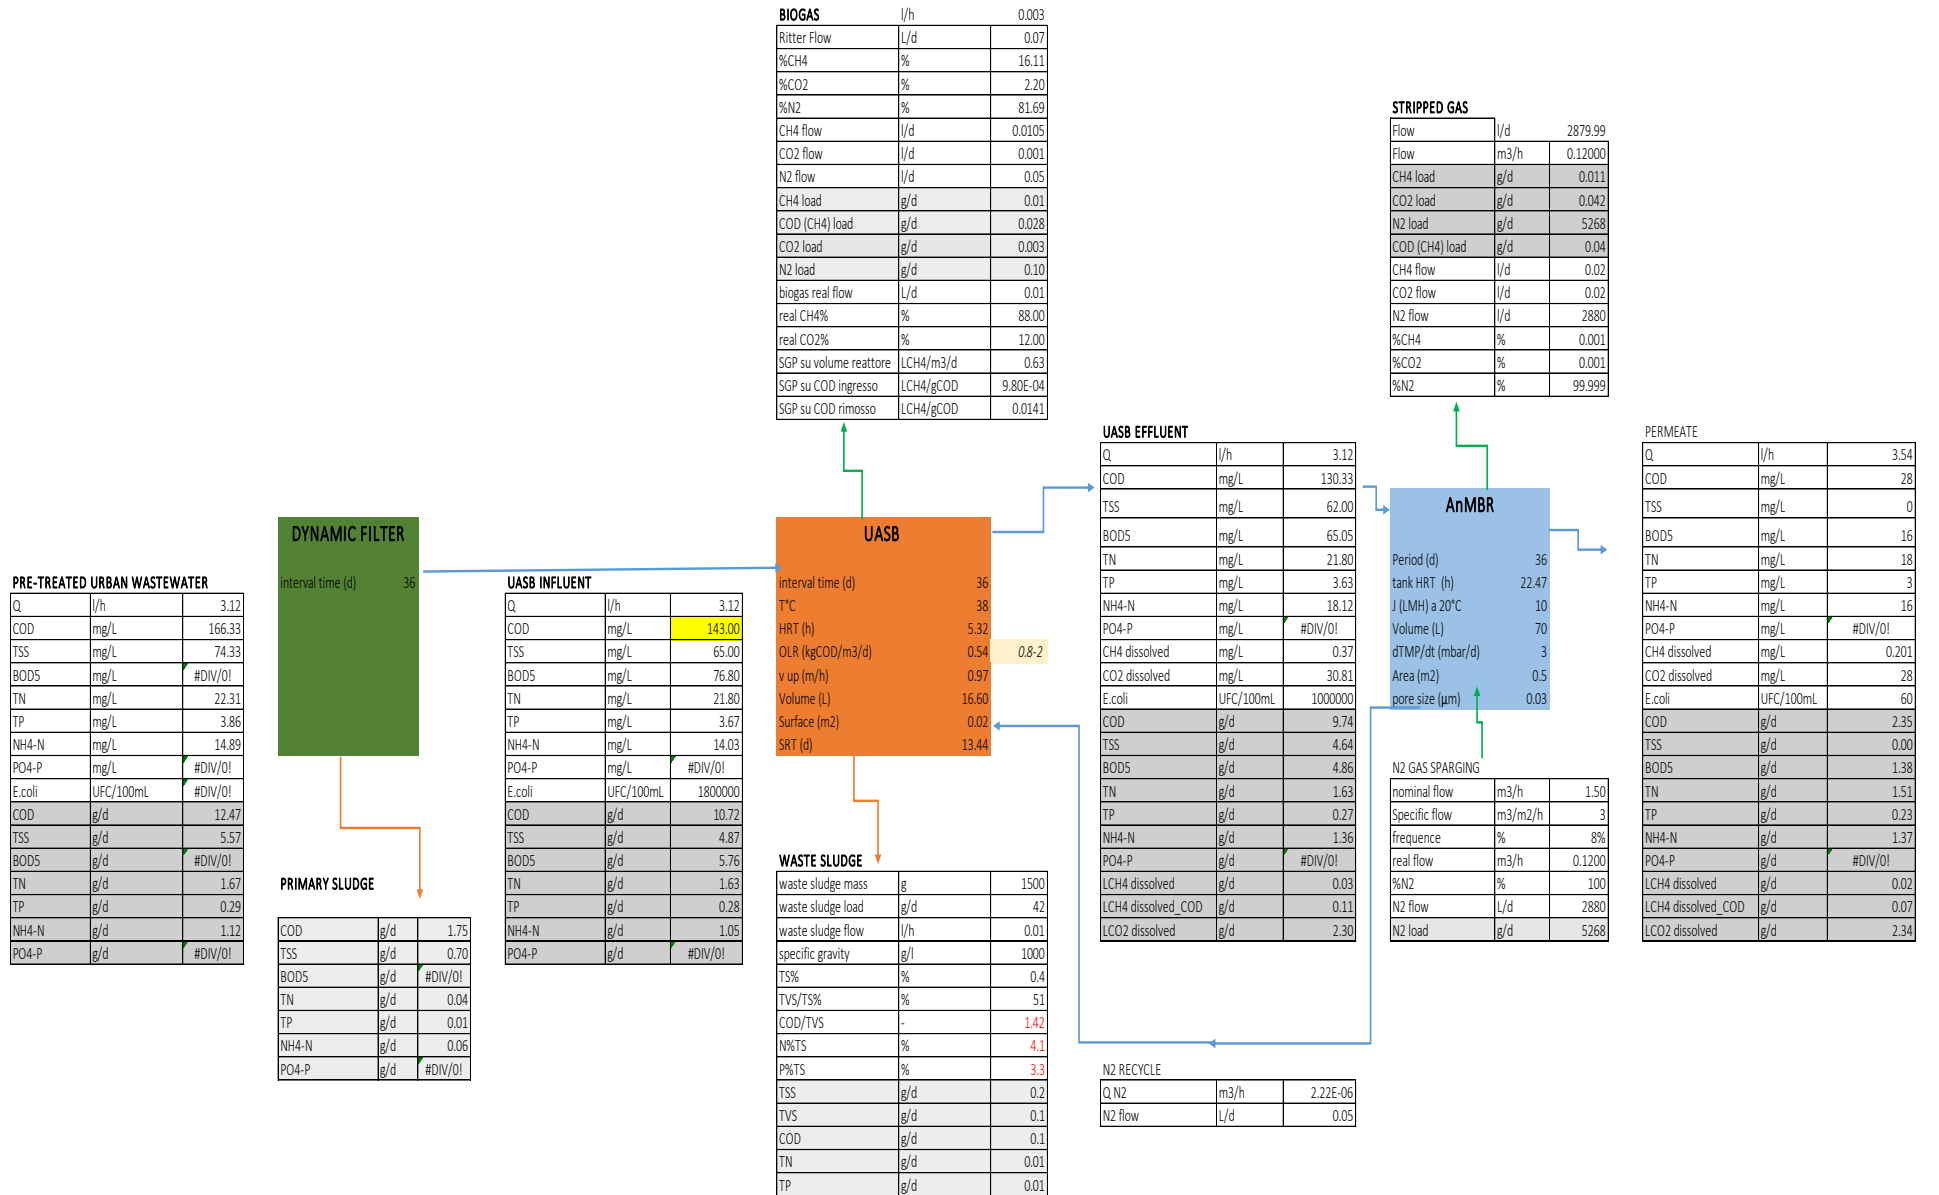 BIOGAS l/h 0.003
Ritter Flow L/d 0.07
%CH4 % 16.11
%CO2 % 2.20
%N2 % 81.69
CH4 flow l/d 0.0105
CO2 flow l/d 0.001
N2 flow l/d 0.05
CH4 load g/d 0.01
COD (CH4) load g/d 0.028
CO2 load g/d 0.003
N2 load g/d 0.10
biogas real flow L/d 0.01
real CH4% % 88.00
real CO2% % 12.00
SGP su volume reattore LCH4/m3/d 0.63
SGP su COD ingresso LCH4/gCOD 9.80E-04
SGP su COD rimosso LCH4/gCOD 0.0141
STRIPPED GAS
Flow l/d 2879.99
Flow m3/h 0.12000
CH4 load g/d 0.011
CO2 load g/d 0.042
N2 load g/d 5268
COD (CH4) load g/d 0.04
CH4 flow l/d 0.02
CO2 flow l/d 0.02
N2 flow l/d 2880
%CH4 % 0.001
%CO2 % 0.001
%N2 % 99.999
PRE-TREATED URBAN WASTEWATER
Q l/h 3.12
COD mg/L 166.33
TSS mg/L 74.33
BOD5 mg/L #DIV/0!
TN mg/L 22.31
TP mg/L 3.86
NH4-N mg/L 14.89
PO4-P mg/L #DIV/0!
E.coli UFC/100mL #DIV/0!
COD g/d 12.47
TSS g/d 5.57
BOD5 g/d #DIV/0!
TN g/d 1.67
TP g/d 0.29
NH4-N g/d 1.12
PO4-P g/d #DIV/0!
DYNAMIC FILTER
interval time (d) 36
PRIMARY SLUDGE
COD g/d 1.75
TSS g/d 0.70
BOD5 g/d #DIV/0!
TN g/d 0.04
TP g/d 0.01
NH4-N g/d 0.06
PO4-P g/d #DIV/0!
UASB INFLUENT
Q l/h 3.12
COD mg/L 143.00
TSS mg/L 65.00
BOD5 mg/L 76.80
TN mg/L 21.80
TP mg/L 3.67
NH4-N mg/L 14.03
PO4-P mg/L #DIV/0!
E.coli UFC/100mL 1800000
COD g/d 10.72
TSS g/d 4.87
BOD5 g/d 5.76
TN g/d 1.63
TP g/d 0.28
NH4-N g/d 1.05
PO4-P g/d #DIV/0!
UASB
interval time (d) 36
T°C 38
HRT (h) 5.32
OLR (kgCOD/m3/d) 0.54 0.8-2
v up (m/h) 0.97
Volume (L) 16.60
Surface (m2) 0.02
SRT (d) 13.44
WASTE SLUDGE
waste sludge mass g 1500
waste sludge load g/d 42
waste sludge flow l/h 0.01
specific gravity g/l 1000
TS% % 0.4
TVS/TS% % 51
COD/TVS - 1.42
N%TS % 4.1
P%TS % 3.3
TSS g/d 0.2
TVS g/d 0.1
COD g/d 0.1
TN g/d 0.01
TP g/d 0.01
UASB EFFLUENT
Q l/h 3.12
COD mg/L 130.33
TSS mg/L 62.00
BOD5 mg/L 65.05
TN mg/L 21.80
TP mg/L 3.63
NH4-N mg/L 18.12
PO4-P mg/L #DIV/0!
CH4 dissolved mg/L 0.37
CO2 dissolved mg/L 30.81
E.coli UFC/100mL 1000000
COD g/d 9.74
TSS g/d 4.64
BOD5 g/d 4.86
TN g/d 1.63
TP g/d 0.27
NH4-N g/d 1.36
PO4-P g/d #DIV/0!
LCH4 dissolved g/d 0.03
LCH4 dissolved_COD g/d 0.11
LCO2 dissolved g/d 2.30
N2 RECYCLE
Q N2 m3/h 2.22E-06
N2 flow L/d 0.05
AnMBR
Period (d) 36
tank HRT (h) 22.47
J (LMH) a 20°C 10
Volume (L) 70
dTMP/dt (mbar/d) 3
Area (m2) 0.5
pore size (µm) 0.03
N2 GAS SPARGING
nominal flow m3/h 1.50
Specific flow m3/m2/h 3
frequence % 8%
real flow m3/h 0.1200
%N2 % 100
N2 flow L/d 2880
N2 load g/d 5268
PERMEATE
Q l/h 3.54
COD mg/L 28
TSS mg/L 0
BOD5 mg/L 16
TN mg/L 18
TP mg/L 3
NH4-N mg/L 16
PO4-P mg/L #DIV/0!
CH4 dissolved mg/L 0.201
CO2 dissolved mg/L 28
E.coli UFC/100mL 60
COD g/d 2.35
TSS g/d 0.00
BOD5 g/d 1.38
TN g/d 1.51
TP g/d 0.23
NH4-N g/d 1.37
PO4-P g/d #DIV/0!
LCH4 dissolved g/d 0.02
LCH4 dissolved_COD g/d 0.07
LCO2 dissolved g/d 2.34